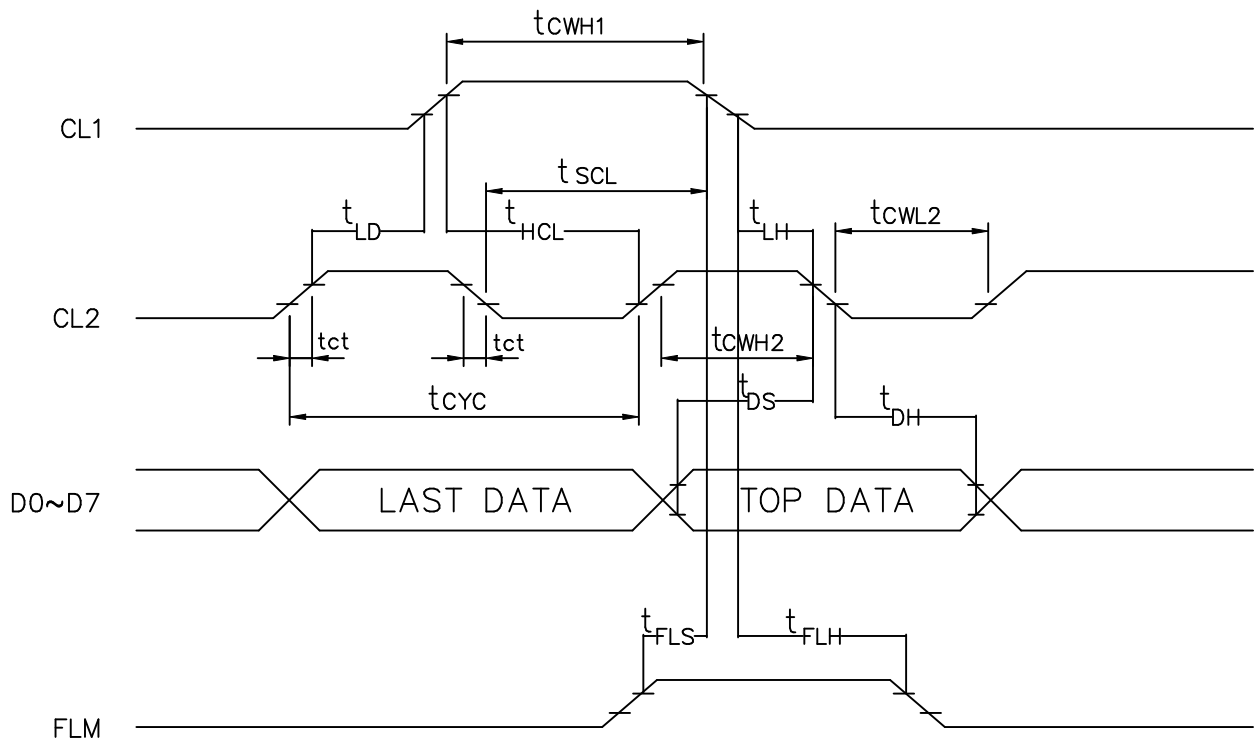 tCWH1
CL1
tSCL
tLD
tHCL
tLH
tCWL2
CL2
tct
tct
tCWH2
tCYC
tDS
tDH
D0~D7
LAST DATA
TOP DATA
tFLS
tFLH
FLM